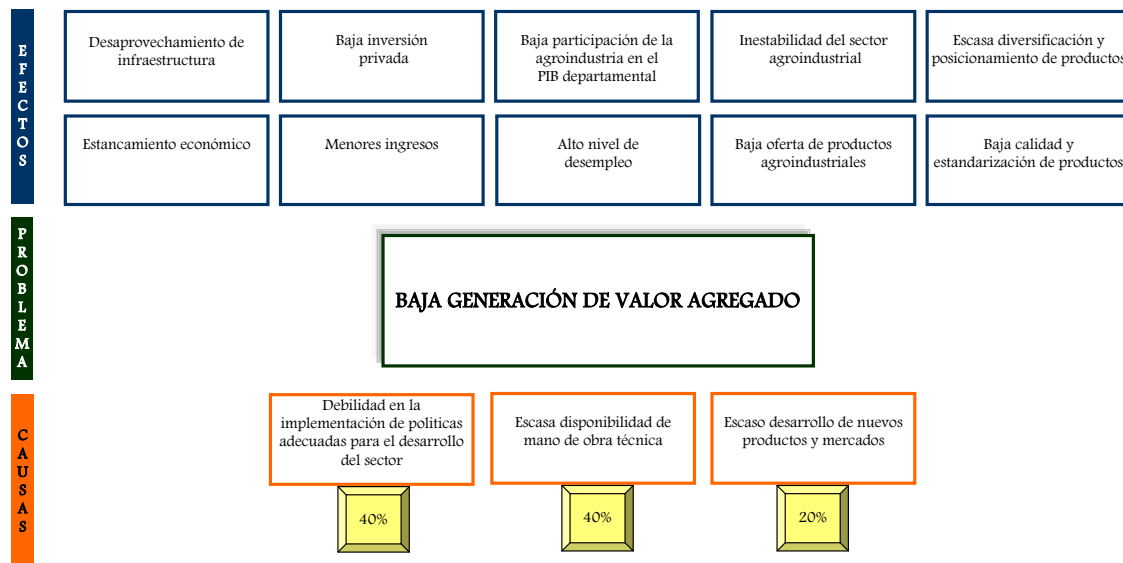 EFECTOS
Desaprovechamiento de
infraestructura
Baja inversión
privada
Baja participación de la
agroindustria en el
PIB departamental
Inestabilidad del sector
agroindustrial
Escasa diversificación y
posicionamiento de productos
Estancamiento económico
Menores ingresos
Alto nivel de
desempleo
Baja oferta de productos
agroindustriales
Baja calidad y
estandarización de productos
PROBLEMA
BAJA GENERACIÓN DE VALOR AGREGADO
CAUSAS
Debilidad en la
implementación de politicas
adecuadas para el desarrollo
del sector
Escasa disponibilidad de
mano de obra técnica
Escaso desarrollo de nuevos
productos y mercados
40%
40%
20%